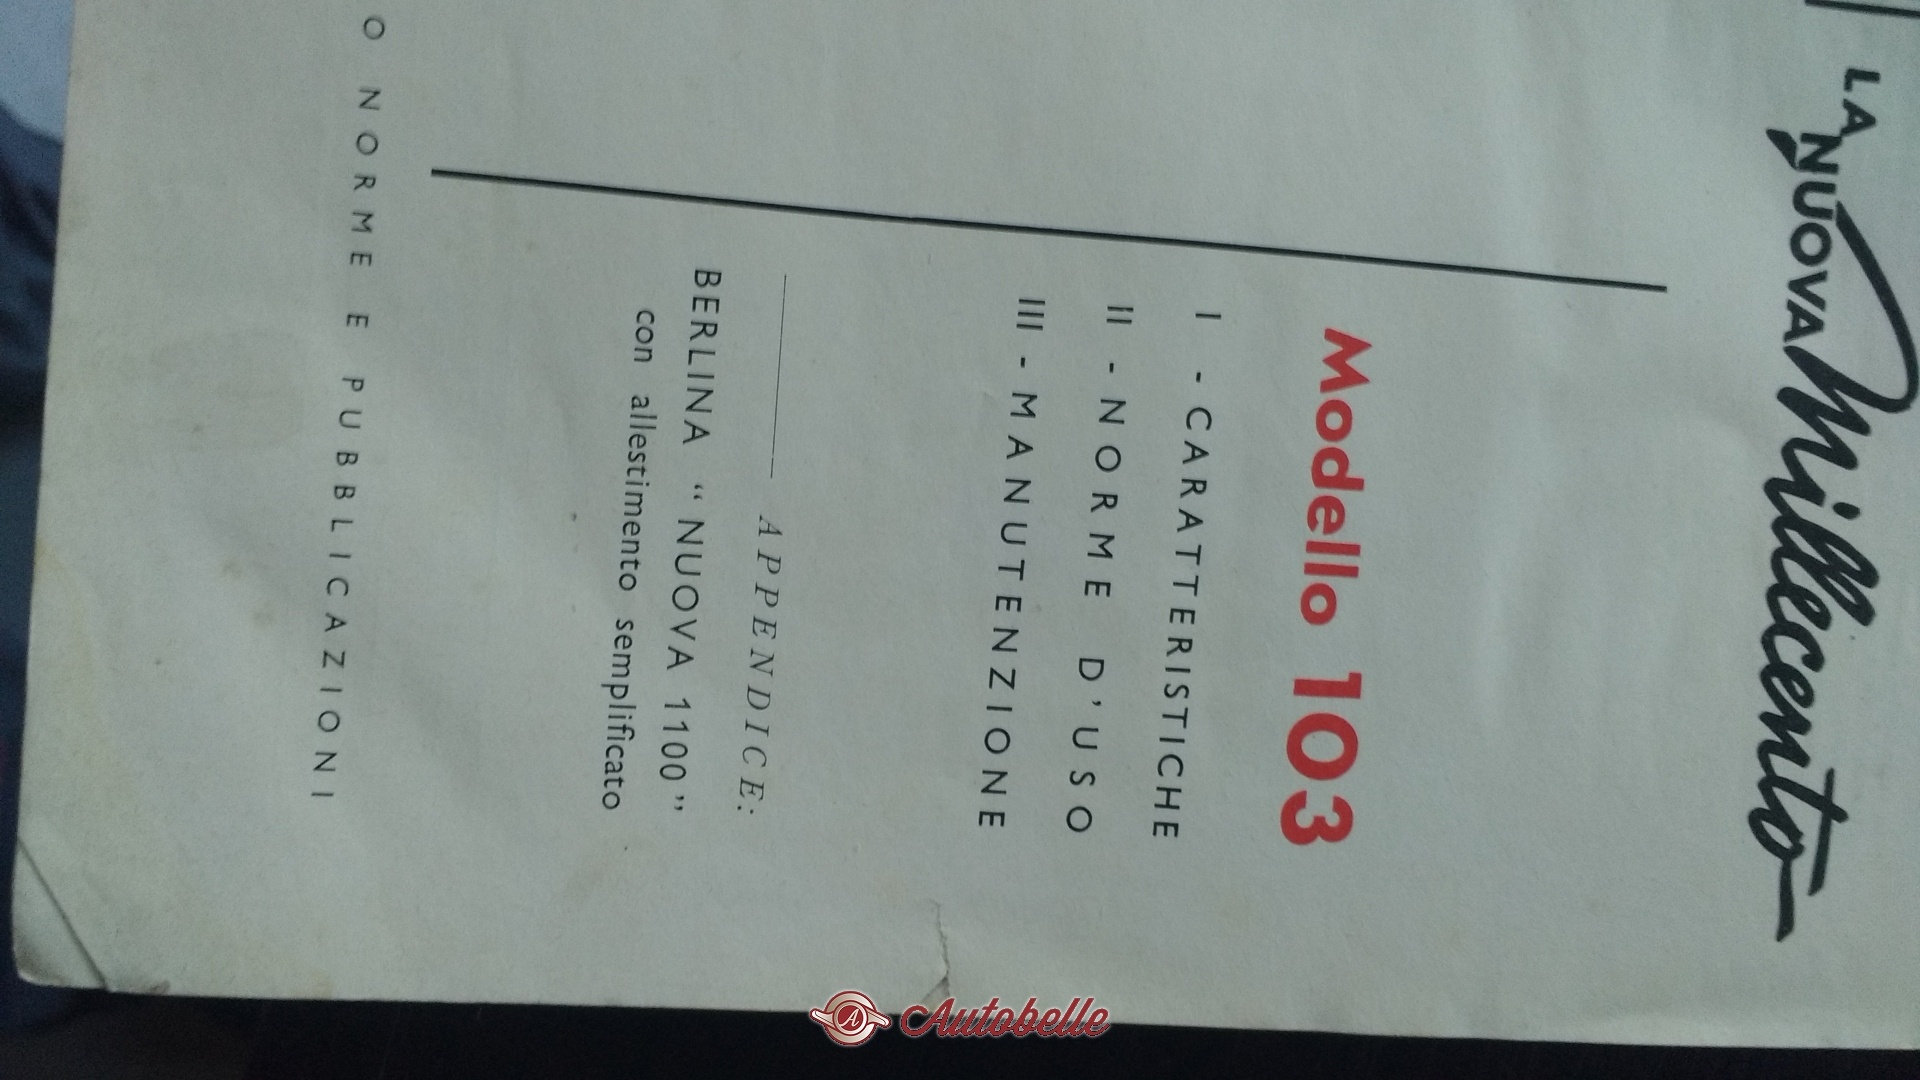 LA NUOVA Millecento
Modello 103
I - CARATTERISTICHE
II - NORME D'USO
III - MANUTENZIONE
APPENDICE:
BERLINA “ NUOVA 1100 ”
con allestimento semplificato
O NORME E PUBBLICAZIONI
Autobelle